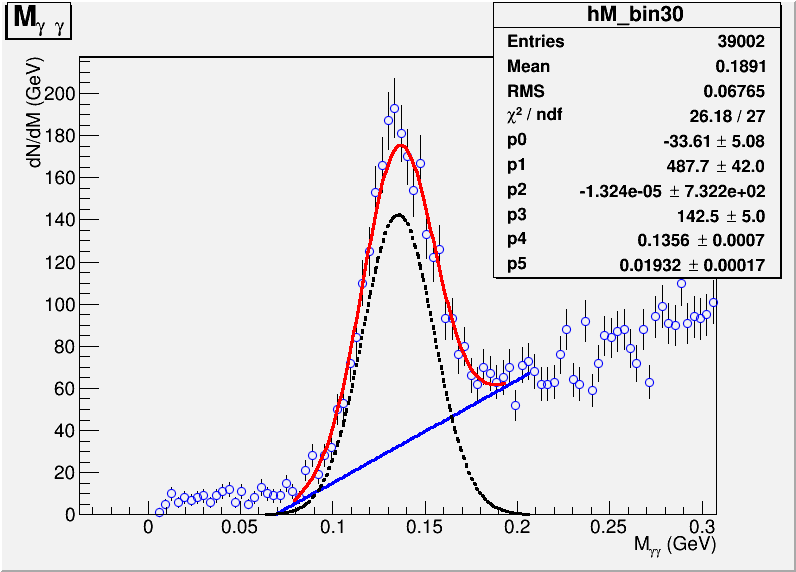 Mγ γ
hM_bin30
Entries 39002
Mean 0.1891
RMS 0.06765
χ² / ndf 26.18 / 27
p0 -33.61 ± 5.08
p1 487.7 ± 42.0
p2 -1.324e-05 ± 7.322e+02
p3 142.5 ± 5.0
p4 0.1356 ± 0.0007
p5 0.01932 ± 0.00017
dN/dM (GeV)
200
180
160
140
120
100
80
60
40
20
0
0 0.05 0.1 0.15 0.2 0.25 0.3
Mγγ (GeV)